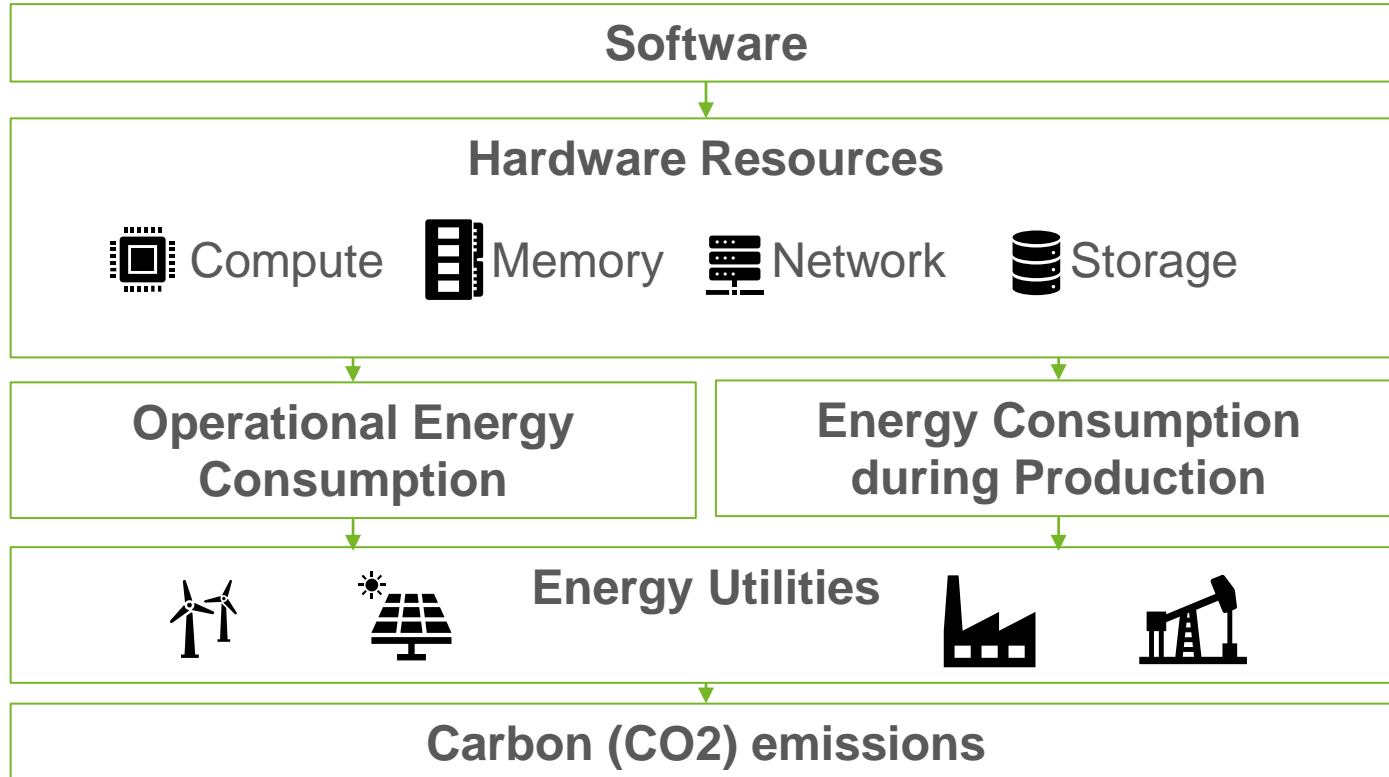 Software
Hardware Resources
Compute Memory Network Storage
Operational Energy
Consumption
Energy Consumption
during Production
Energy Utilities
Carbon (CO2) emissions